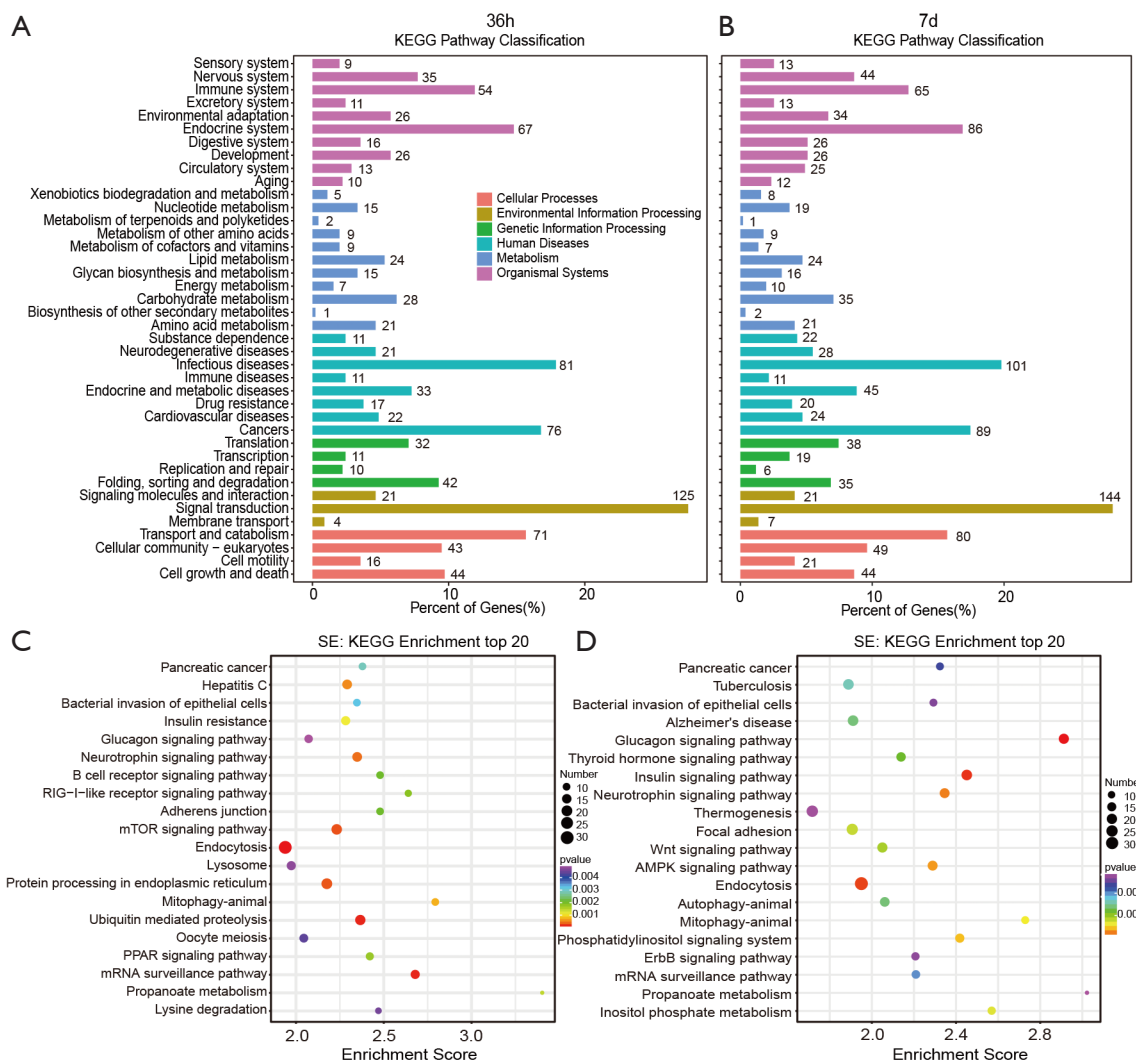 A
36h
KEGG Pathway Classification
B
7d
KEGG Pathway Classification
Sensory system 9 13
Nervous system 35 44
Immune system 54 65
Excretory system 11 13
Environmental adaptation 26 34
Endocrine system 67 86
Digestive system 16 26
Development 26 26
Circulatory system 13 25
Aging 10 12
Xenobiotics biodegradation and metabolism 5 8
Nucleotide metabolism 15 19
Metabolism of terpenoids and polyketides 2 1
Metabolism of other amino acids 9 9
Metabolism of cofactors and vitamins 9 7
Lipid metabolism 24 24
Glycan biosynthesis and metabolism 15 16
Energy metabolism 7 10
Carbohydrate metabolism 28 35
Biosynthesis of other secondary metabolites 1 2
Amino acid metabolism 21 21
Substance dependence 11 22
Neurodegenerative diseases 21 28
Infectious diseases 81 101
Immune diseases 11 11
Endocrine and metabolic diseases 33 45
Drug resistance 17 20
Cardiovascular diseases 22 24
Cancers 76 89
Translation 32 38
Transcription 11 19
Replication and repair 10 6
Folding, sorting and degradation 42 35
Signaling molecules and interaction 21 21
Signal transduction 125 144
Membrane transport 4 7
Transport and catabolism 71 80
Cellular community − eukaryotes 43 49
Cell motility 16 21
Cell growth and death 44 44
Cellular Processes
Environmental Information Processing
Genetic Information Processing
Human Diseases
Metabolism
Organismal Systems
0 10 20
Percent of Genes(%)
0 10 20
Percent of Genes(%)
C
SE: KEGG Enrichment top 20
Pancreatic cancer
Hepatitis C
Bacterial invasion of epithelial cells
Insulin resistance
Glucagon signaling pathway
Neurotrophin signaling pathway
B cell receptor signaling pathway
RIG−I−like receptor signaling pathway
Adherens junction
mTOR signaling pathway
Endocytosis
Lysosome
Protein processing in endoplasmic reticulum
Mitophagy-animal
Ubiquitin mediated proteolysis
Oocyte meiosis
PPAR signaling pathway
mRNA surveillance pathway
Propanoate metabolism
Lysine degradation
2.0 2.5 3.0
Enrichment Score
Number
10
15
20
25
30
pvalue
0.004
0.003
0.002
0.001
D
SE: KEGG Enrichment top 20
Pancreatic cancer
Tuberculosis
Bacterial invasion of epithelial cells
Alzheimer's disease
Glucagon signaling pathway
Thyroid hormone signaling pathway
Insulin signaling pathway
Neurotrophin signaling pathway
Thermogenesis
Focal adhesion
Wnt signaling pathway
AMPK signaling pathway
Endocytosis
Autophagy-animal
Mitophagy-animal
Phosphatidylinositol signaling system
ErbB signaling pathway
mRNA surveillance pathway
Propanoate metabolism
Inositol phosphate metabolism
2.0 2.4 2.8
Enrichment Score
Numbe
10
15
20
25
30
pvalue
0.00
0.00